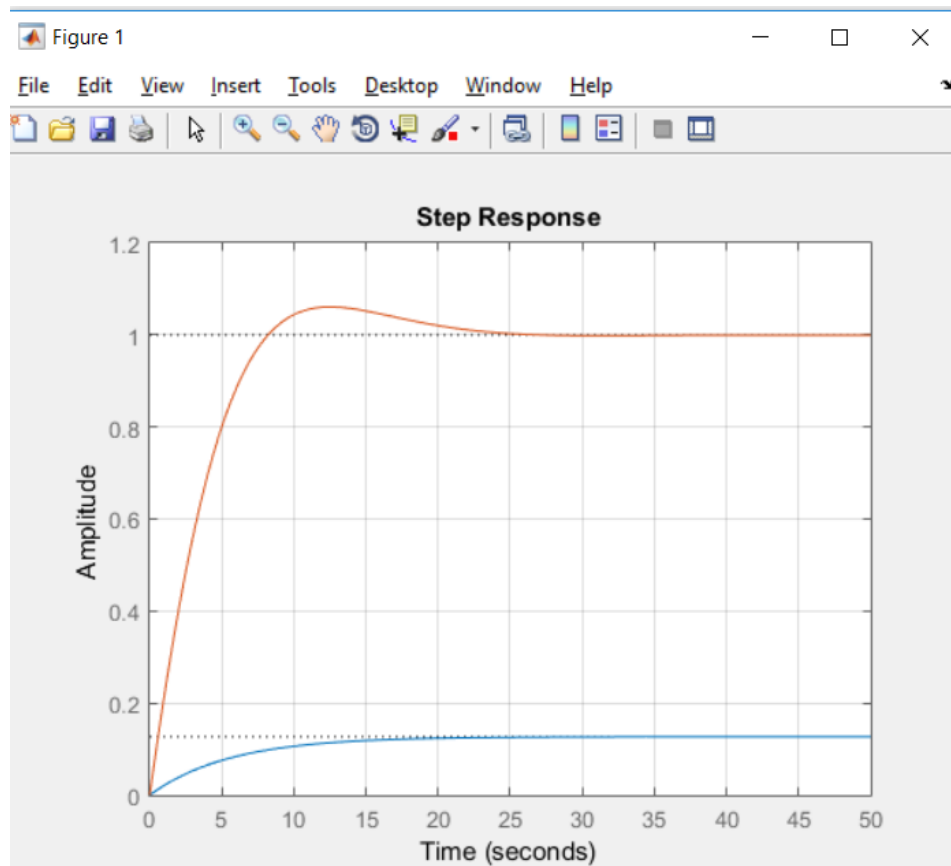 Figure 1
File Edit View Insert Tools Desktop Window Help
Step Response
1.2
1
0.8
0.6
0.4
0.2
0
Amplitude
0 5 10 15 20 25 30 35 40 45 50
Time (seconds)